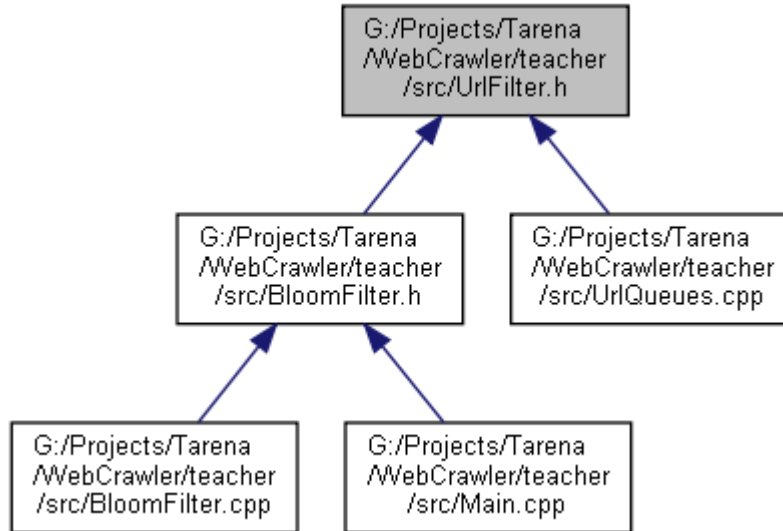 G:/Projects/Tarena
/WebCrawler/teacher
/src/UrlFilter.h
G:/Projects/Tarena
/WebCrawler/teacher
/src/BloomFilter.h
G:/Projects/Tarena
/WebCrawler/teacher
/src/UrlQueues.cpp
G:/Projects/Tarena
/WebCrawler/teacher
/src/BloomFilter.cpp
G:/Projects/Tarena
/WebCrawler/teacher
/src/Main.cpp